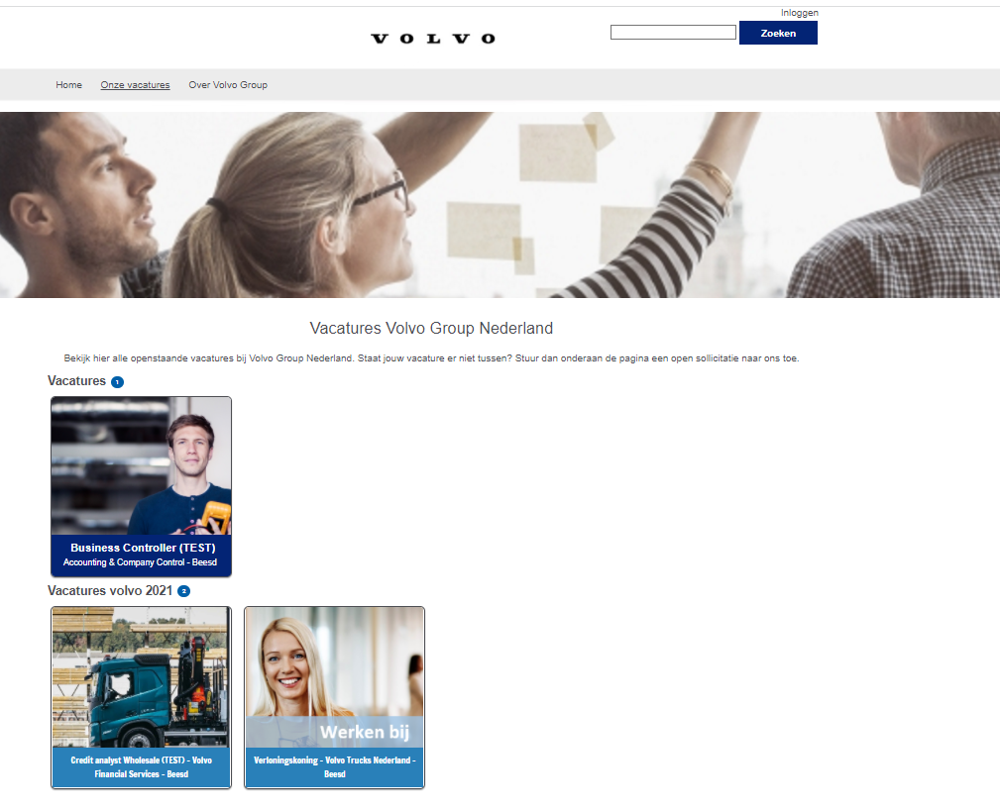 Inloggen
VOLVO
Zoeken
Home Onze vacatures Over Volvo Group
Vacatures Volvo Group Nederland
Bekijk hier alle openstaande vacatures bij Volvo Group Nederland. Staat jouw vacature er niet tussen? Stuur dan onderaan de pagina een open sollicitatie naar ons toe.
Vacatures 1
Business Controller (TEST)
Accounting & Company Control - Beesd
Vacatures volvo 2021 2
Credit analyst Wholesale (TEST) - Volvo
Financial Services - Beesd
Werken bij
Verloningskoning - Volvo Trucks Nederland -
Beesd